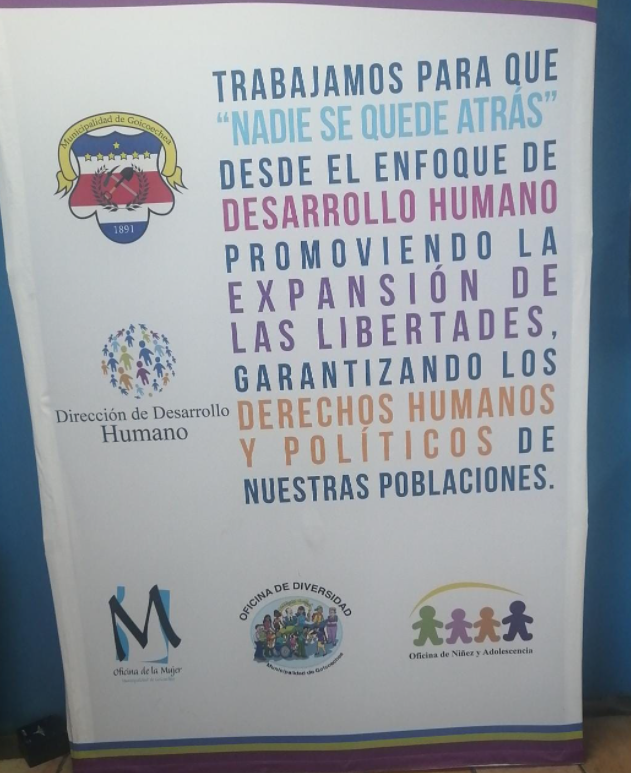 Municipalidad de Goicoechea
1891
TRABAJAMOS PARA QUE
“NADIE SE QUEDE ATRÁS”
DESDE EL ENFOQUE DE
DESARROLLO HUMANO
PROMOVIENDO LA
EXPANSIÓN DE
LAS LIBERTADES,
GARANTIZANDO LOS
DERECHOS HUMANOS
Y POLÍTICOS DE
NUESTRAS POBLACIONES.
Dirección de Desarrollo
Humano
M
Oficina de la Mujer
OFICINA DE DIVERSIDAD
Municipalidad de Goicoechea
Oficina de Niñez y Adolescencia